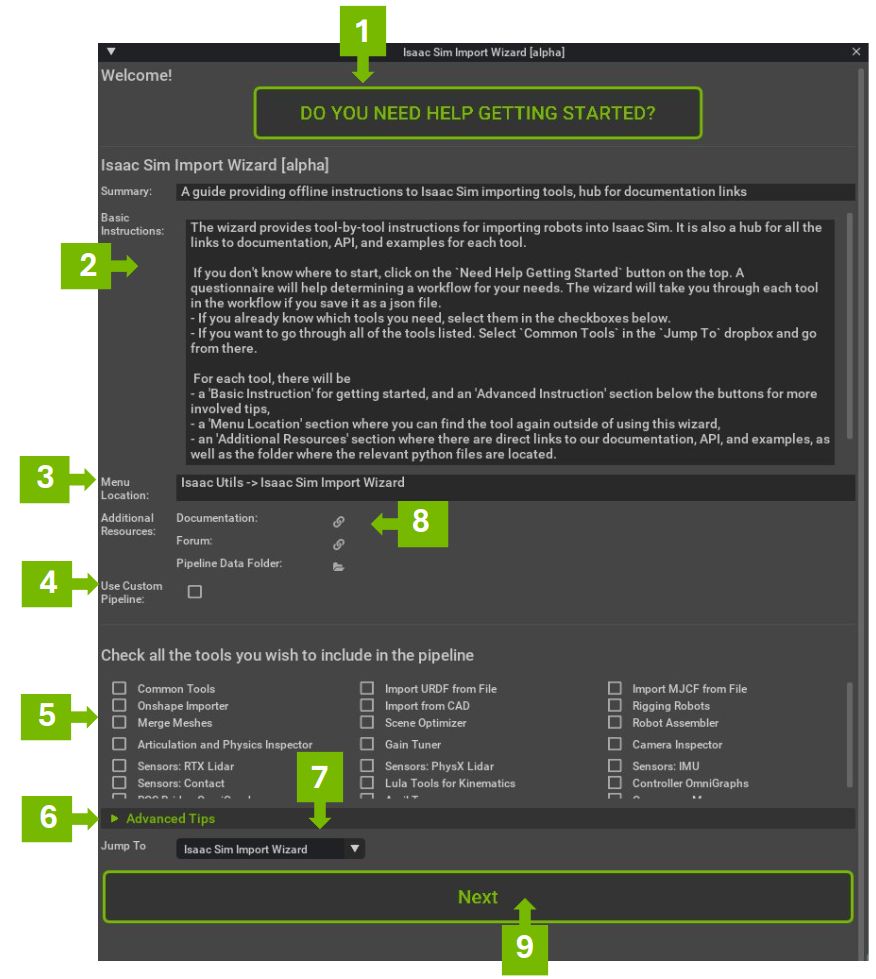 1
Isaac Sim Import Wizard [alpha]
Welcome!
DO YOU NEED HELP GETTING STARTED?
Isaac Sim Import Wizard [alpha]
Summary: A guide providing offline instructions to Isaac Sim importing tools, hub for documentation links
Basic
Instructions:
2
The wizard provides tool-by-tool instructions for importing robots into Isaac Sim. It is also a hub for all the
links to documentation, API, and examples for each tool.
If you don't know where to start, click on the `Need Help Getting Started` button on the top. A
questionnaire will help determining a workflow for your needs. The wizard will take you through each tool
in the workflow if you save it as a json file.
- If you already know which tools you need, select them in the checkboxes below.
- If you want to go through all of the tools listed. Select `Common Tools` in the `Jump To` dropbox and go
from there.
For each tool, there will be
- a 'Basic Instruction' for getting started, and an 'Advanced Instruction' section below the buttons for more
involved tips,
- a 'Menu Location' section where you can find the tool again outside of using this wizard,
- an 'Additional Resources' section where there are direct links to our documentation, API, and examples, as
well as the folder where the relevant python files are located.
3
Menu
Location:
Isaac Utils -> Isaac Sim Import Wizard
Additional
Resources:
Documentation:
8
Forum:
Pipeline Data Folder:
4
Use Custom
Pipeline:
Check all the tools you wish to include in the pipeline
5
Common Tools Import URDF from File Import MJCF from File
Onshape Importer Import from CAD Rigging Robots
Merge Meshes Scene Optimizer Robot Assembler
Articulation and Physics Inspector Gain Tuner Camera Inspector
Sensors: RTX Lidar Sensors: PhysX Lidar Sensors: IMU
Sensors: Contact Lula Tools for Kinematics Controller OmniGraphs
7
6
Advanced Tips
Jump To Isaac Sim Import Wizard
Next
9